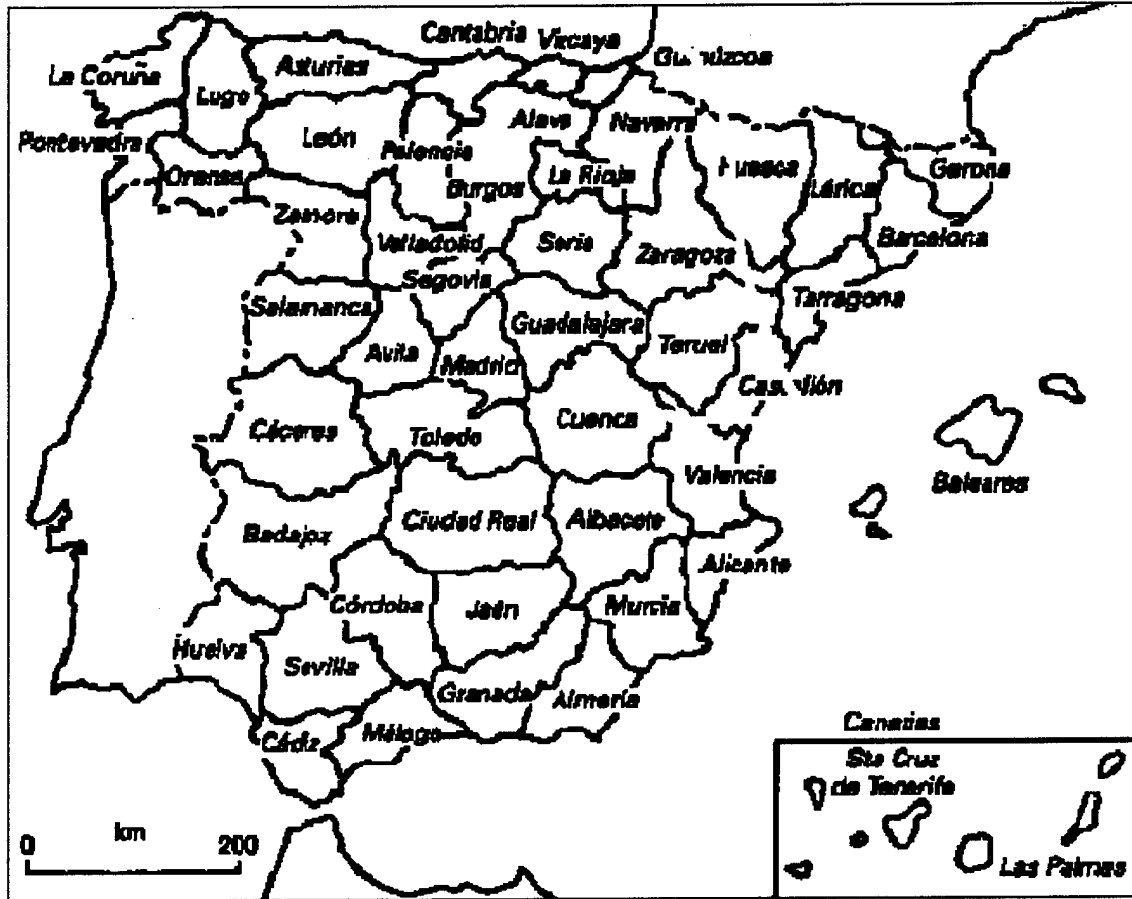 Cantabria
Vizcaya
La Coruña
Asturias
Lugo
León
Alava
Navarra
Pontevedra
Orense
Palencia
Burgos
La Rioja
Huesca
Lérica
Gerona
Zamora
Valladolid
Soria
Zaragoza
Barcelona
Segovia
Salamanca
Guadalajara
Tarragona
Avila
Madrid
Teruel
Cáceres
Toledo
Cuenca
Valencia
Baleares
Badajoz
Ciudad Real
Albacete
Alicante
Córdoba
Jaén
Murcia
Huelva
Sevilla
Granada
Almería
Cádiz
Málaga
Canarias
Sta Cruz
de Tenerife
Las Palmas
km
0 200